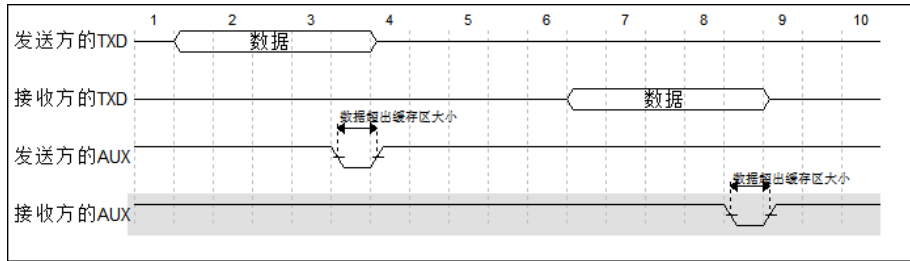 1 2 3 4 5 6 7 8 9 10
发送方的TXD 数据
接收方的TXD 数据
数据超出缓存区大小
发送方的AUX
数据超出缓存区大小
接收方的AUX